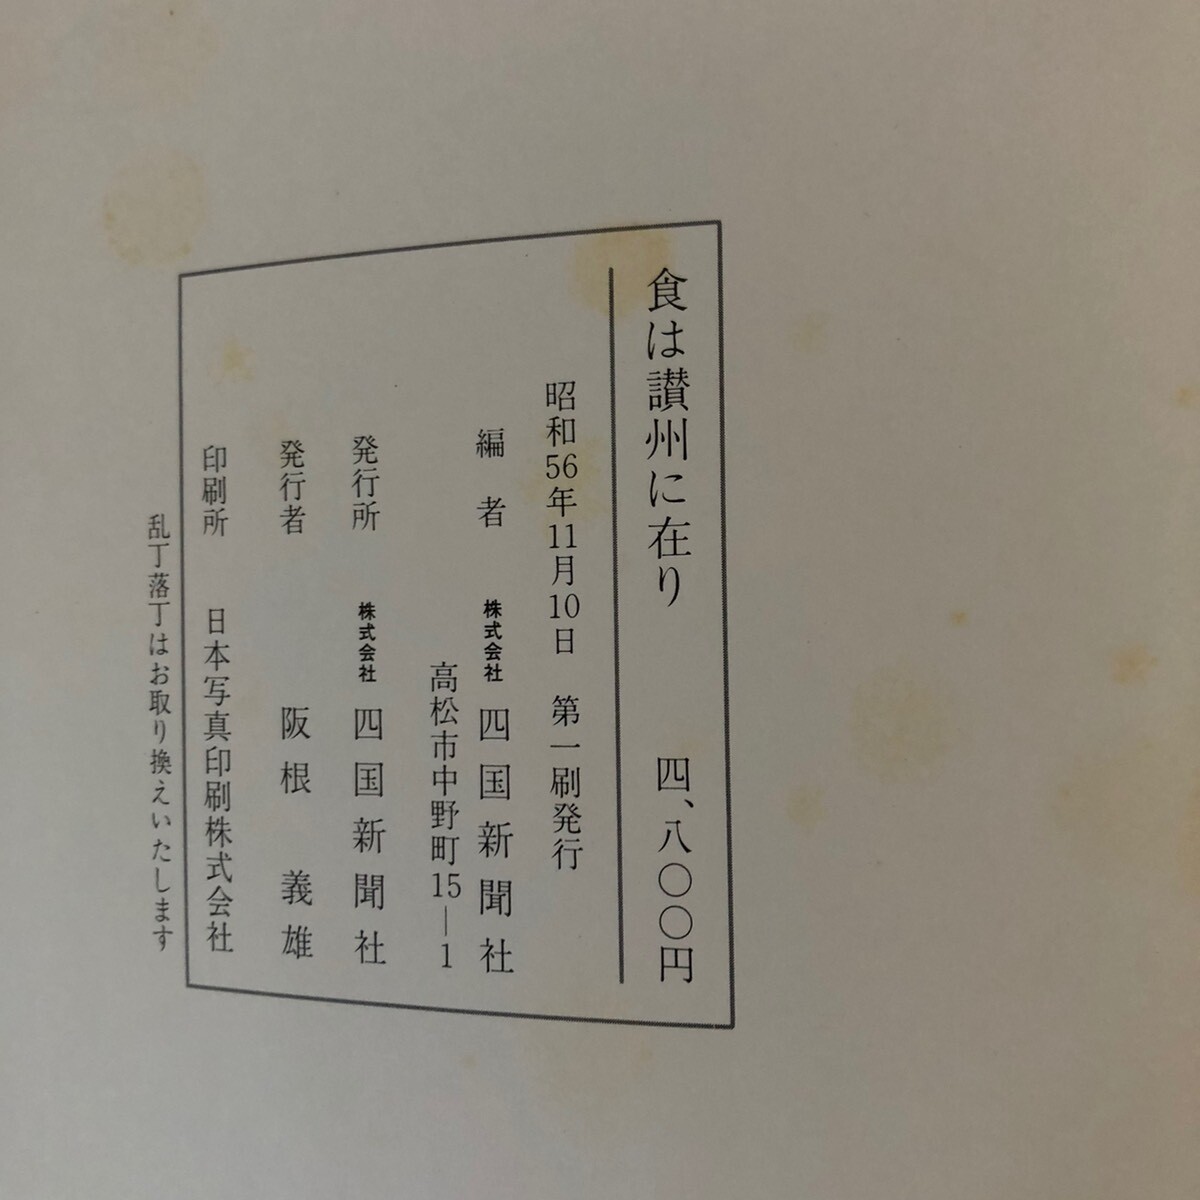 食は讃州に在り 四、八〇〇円
昭和56年11月10日 第一刷発行
編者 株式会社 四国新聞社
高松市中野町15―1
発行所 株式会社 四国新聞社
発行者 阪根義雄
印刷所 日本写真印刷株式会社
乱丁落丁はお取り換えいたします